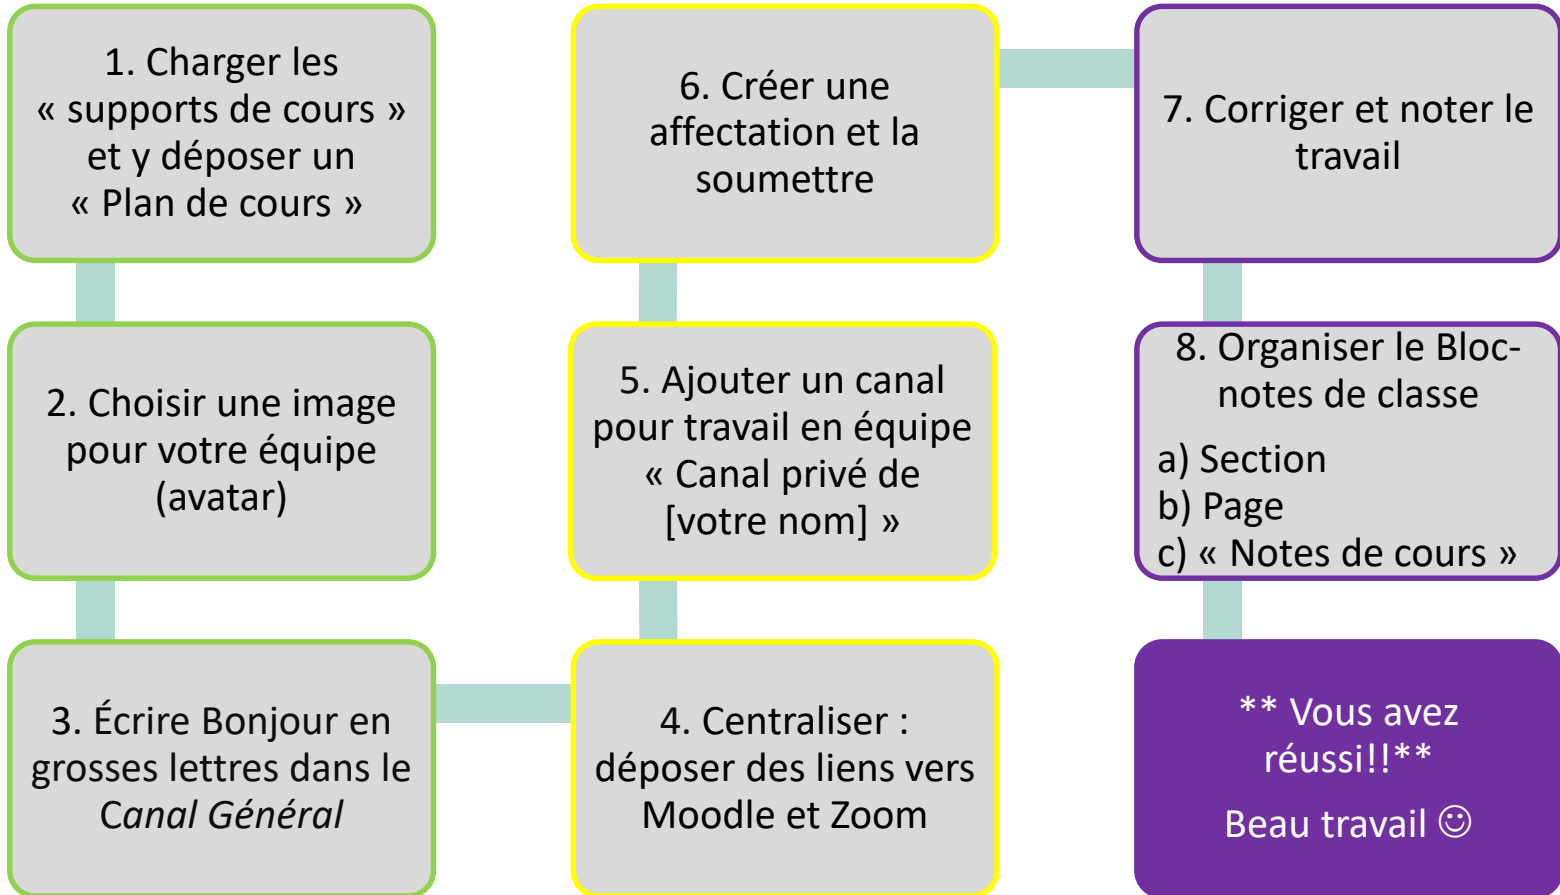 1. Charger les
« supports de cours »
et y déposer un
« Plan de cours »
2. Choisir une image
pour votre équipe
(avatar)
3. Écrire Bonjour en
grosses lettres dans le
Canal Général
4. Centraliser :
déposer des liens vers
Moodle et Zoom
5. Ajouter un canal
pour travail en équipe
« Canal privé de
[votre nom] »
6. Créer une
affectation et la
soumettre
7. Corriger et noter le
travail
8. Organiser le Bloc-
notes de classe
a) Section
b) Page
c) « Notes de cours »
** Vous avez
réussi!!**
Beau travail ☺